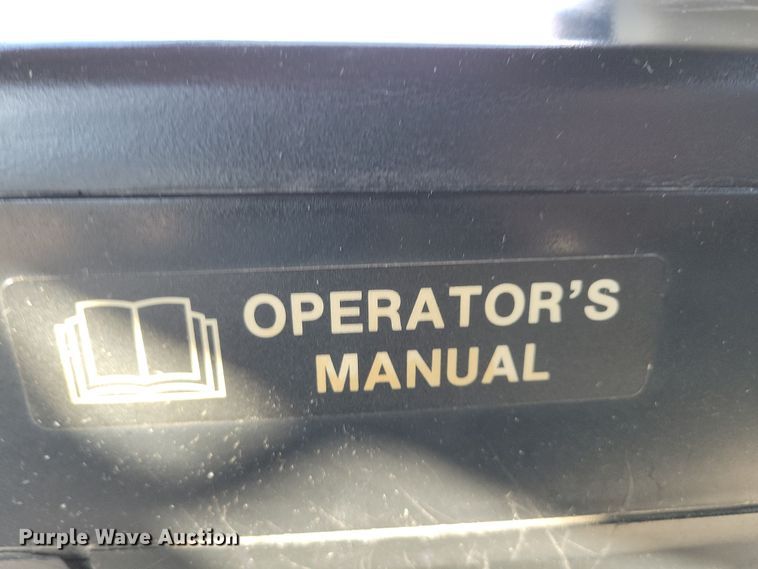 OPERATOR'S
MANUAL
Purple Wave Auction